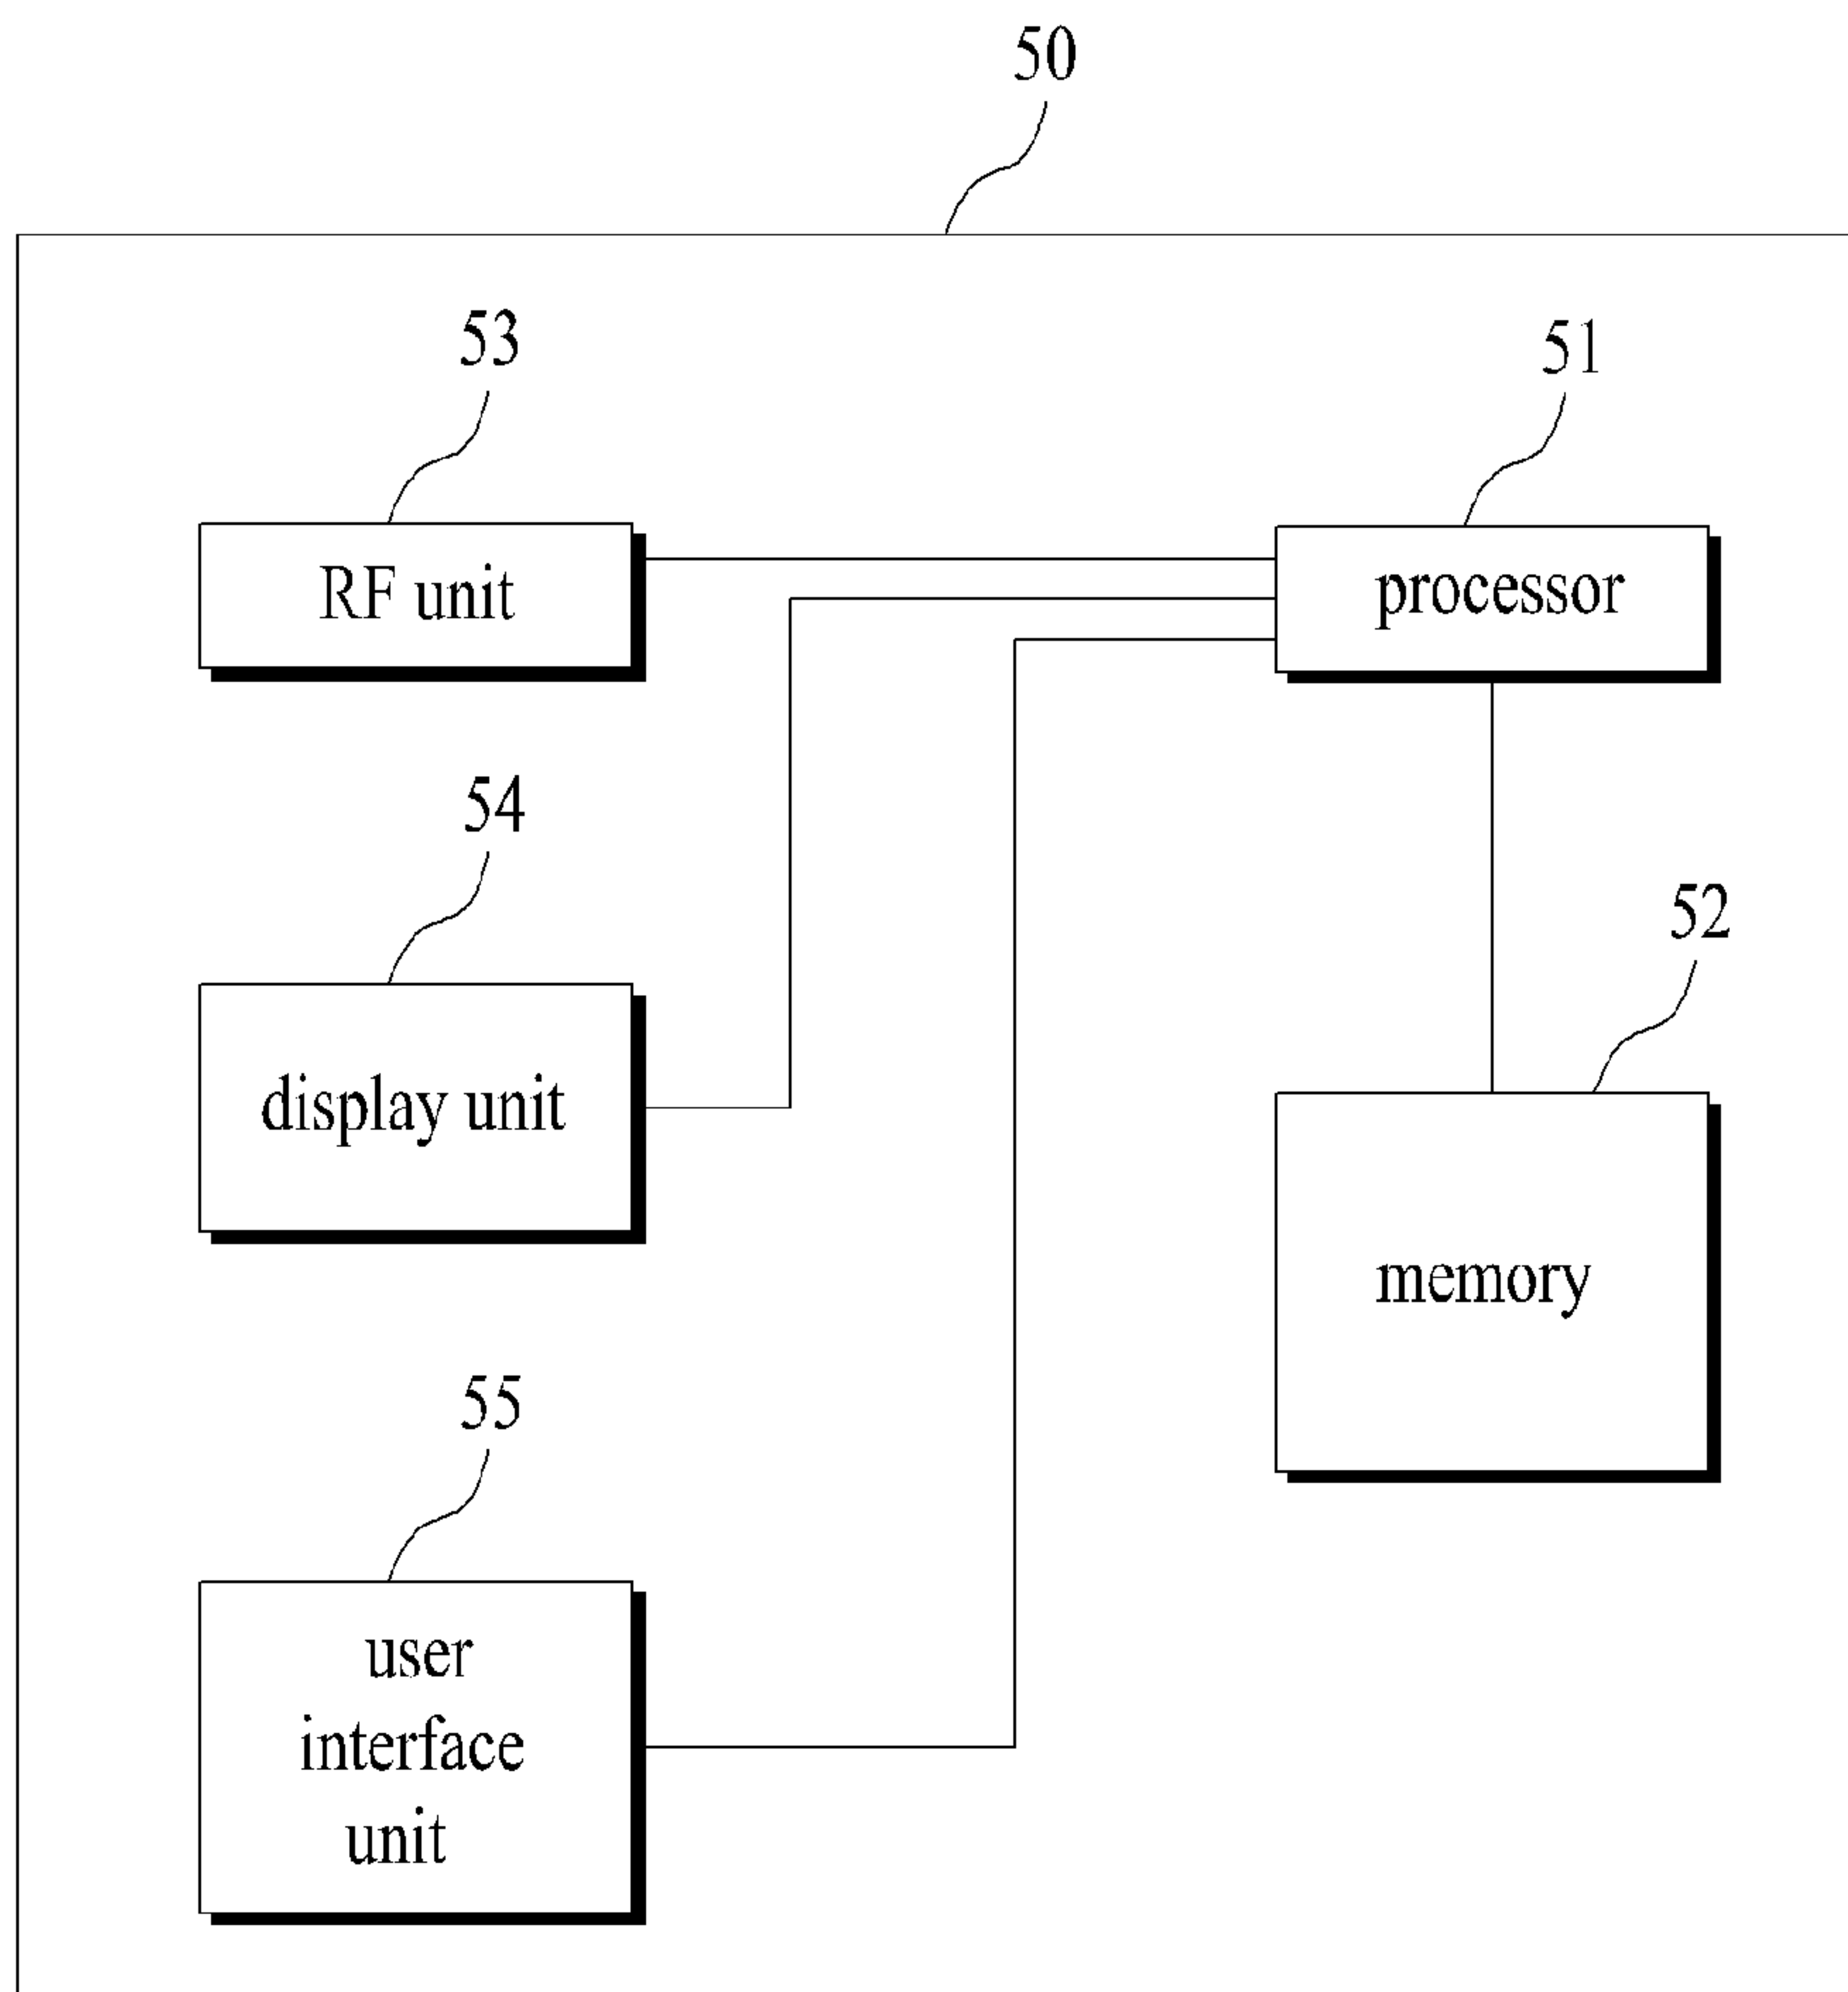 50
53
51
RF unit
processor
54
52
display unit
memory
55
user
interface
unit